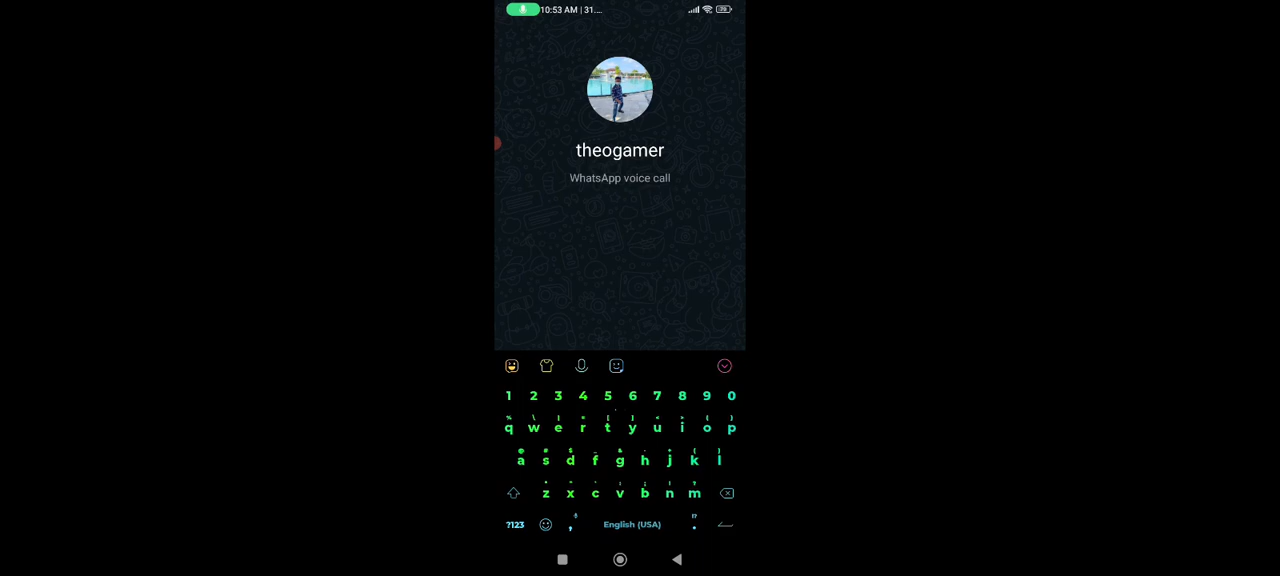 10:53 AM | 31....
theogamer
WhatsApp voice call
1 2 3 4 5 6 7 8 9 0
q w e r t y u i o p
a s d f g h j k l
z x c v b n m
?123 , English (USA) .